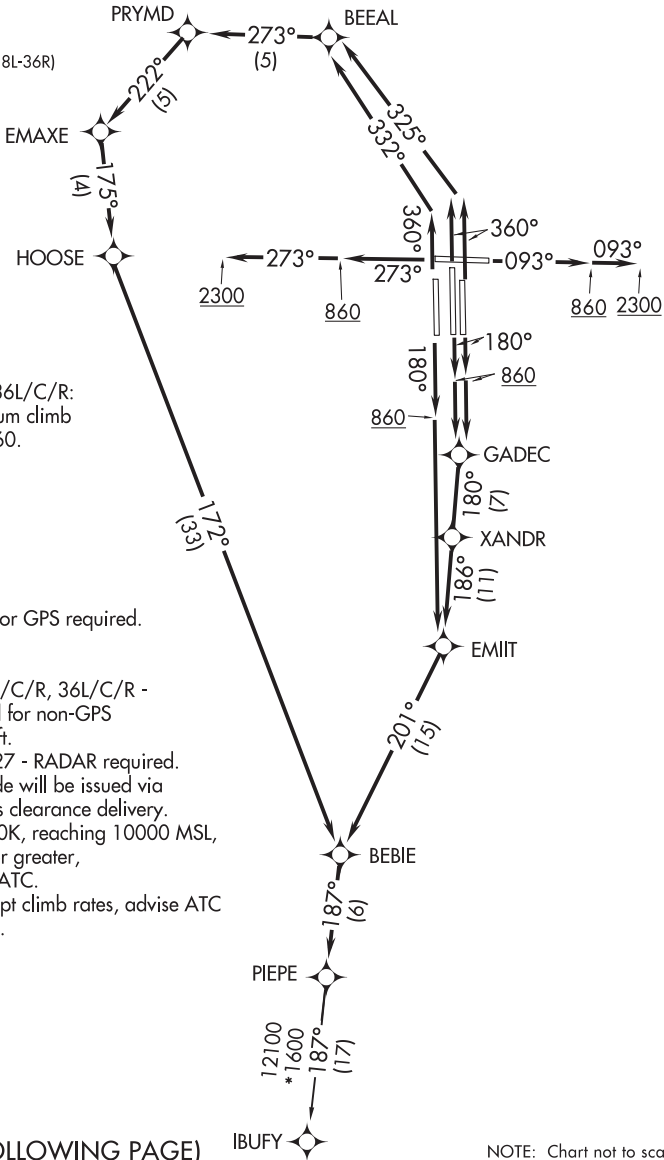 PRYMD
BEEAL
273°
(5)
8L-36R)
222°
(5)
EMAXE
325°
332°
175°
(4)
360°
360°
HOOSE
273°
273°
093°
093°
2300
860
860
2300
180°
180°
860
36L/C/R:
um climb
60.
860
GADEC
180°
(7)
172°
(33)
XANDR
186°
(11)
or GPS required.
EMIIT
/C/R, 36L/C/R -
l for non-GPS
ft.
201°
(15)
27 - RADAR required.
de will be issued via
s clearance delivery.
0K, reaching 10000 MSL,
r greater,
ATC.
BEBIE
pt climb rates, advise ATC
.
187°
(6)
PIEPE
12100
*1600
187°
(17)
OLLOWING PAGE)
IBUFY
NOTE: Chart not to sca